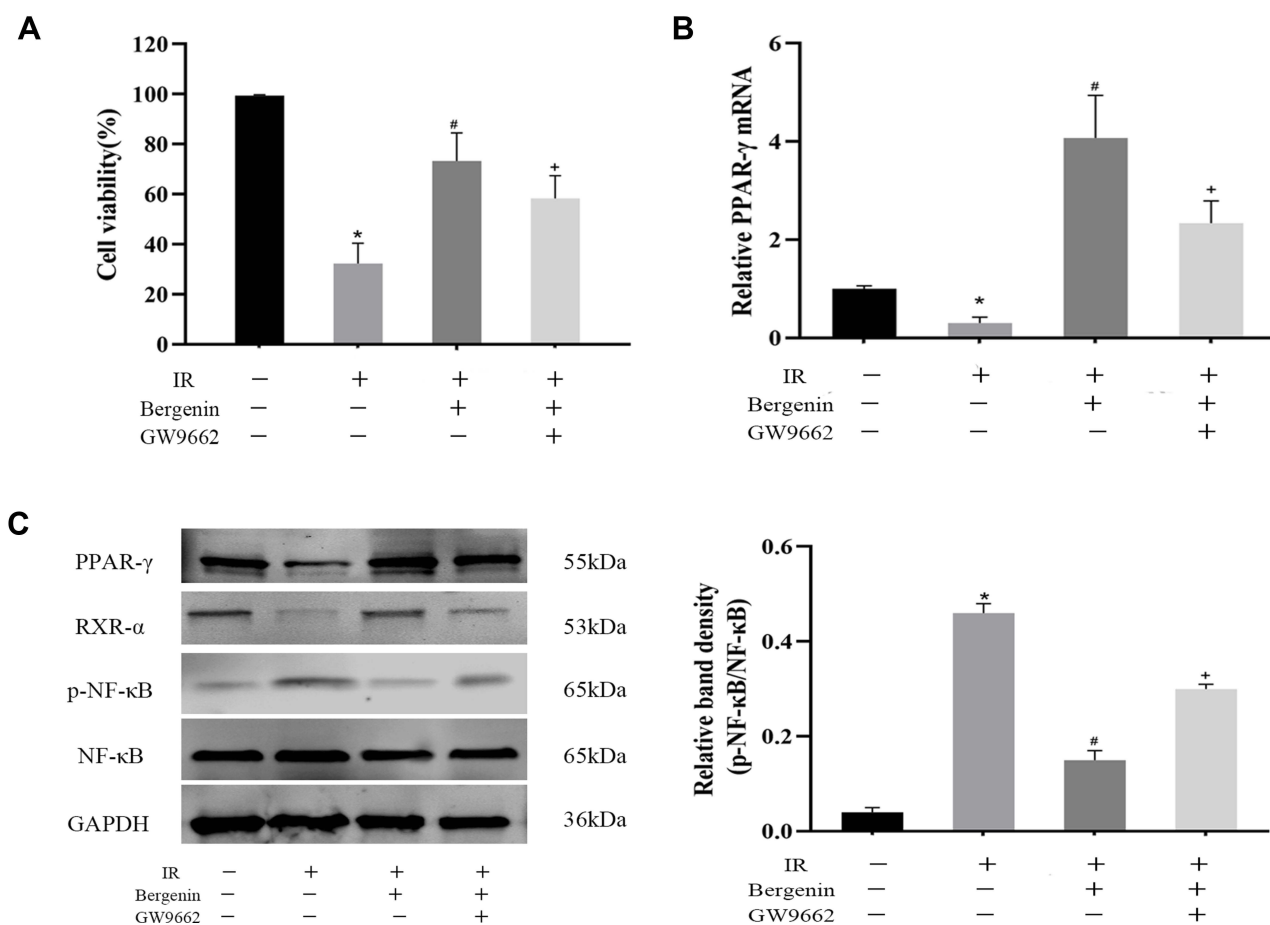 A
Cell viability(%)
120
100
80
60
40
20
0
*
#
+
IR − + + +
Bergenin − − + +
GW9662 − − − +
B
Relative PPAR-γ mRNA
6
4
2
0
*
#
+
IR − + + +
Bergenin − − + +
GW9662 − − − +
C
PPAR-γ 55kDa
RXR-α 53kDa
p-NF-κB 65kDa
NF-κB 65kDa
GAPDH 36kDa
IR − + + +
Bergenin − − + +
GW9662 − − − +
Relative band density
(p-NF-κB/NF-κB)
0.6
0.4
0.2
0.0
*
#
+
IR − + + +
Bergenin − − + +
GW9662 − − − +